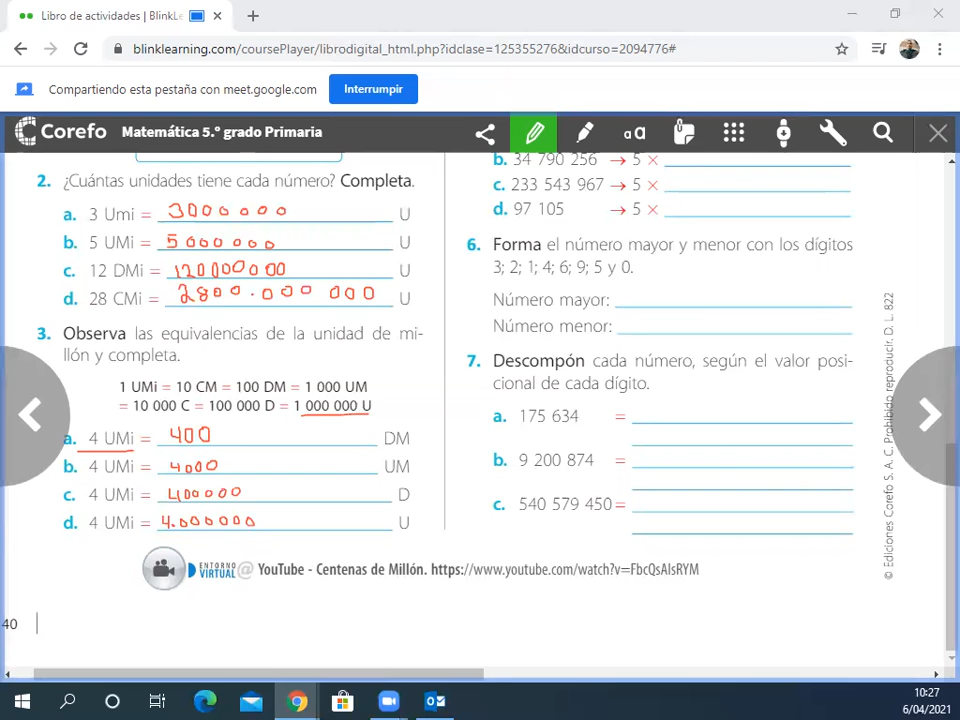 Libro de actividades | BlinkLe
blinklearning.com/coursePlayer/librodigital_html.php?idclase=125355276&idcurso=2094776#
Compartiendo esta pestaña con meet.google.com
Interrumpir
Corefo
Matemática 5.º grado Primaria
aa
2. ¿Cuántas unidades tiene cada número? Completa.
a. 3 Umi = 3000000 U
b. 5 UMi = 5000000 U
c. 12 DMi = 120000000 U
d. 28 CMi = 2800.000 000 U
3. Observa las equivalencias de la unidad de mi-
llón y completa.
1 UMi = 10 CM = 100 DM = 1 000 UM
= 10 000 C = 100 000 D = 1 000 000 U
a. 4 UMi = 400 DM
b. 4 UMi = 4000 UM
c. 4 UMi = 400000 D
d. 4 UMi = 4.000000 U
b. 34 790 256 → 5 ×
c. 233 543 967 → 5 ×
d. 97 105 → 5 ×
6. Forma el número mayor y menor con los dígitos
3; 2; 1; 4; 6; 9; 5 y 0.
Número mayor:
Número menor:
7. Descompón cada número, según el valor posi-
cional de cada dígito.
a. 175 634 =
b. 9 200 874 =
c. 540 579 450 =
© Ediciones Corefo S. A. C. Prohibido reproducir. D. L. 822
ENTORNO
VIRTUAL @ YouTube - Centenas de Millón. https://www.youtube.com/watch?v=FbcQsAIsRYM
40
10:27
6/04/2021